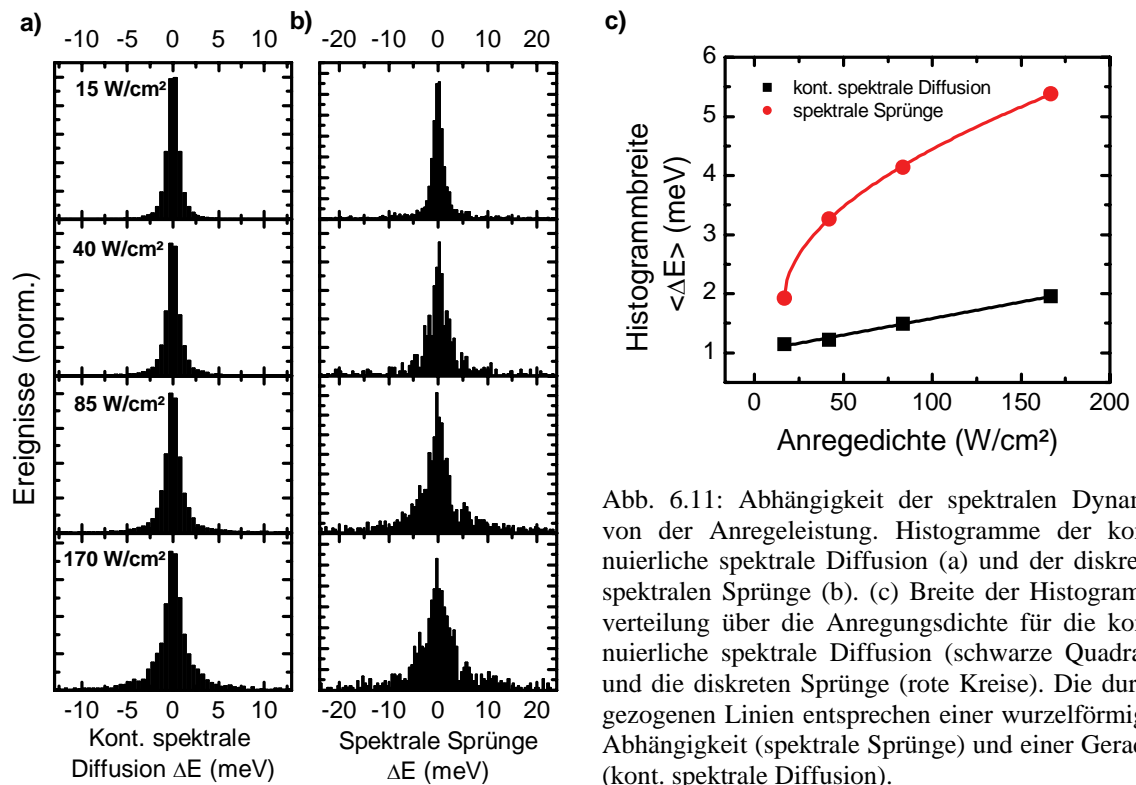 a)
b)
-10 -5 0 5 10
-20 -10 0 10 20
15 W/cm²
40 W/cm²
85 W/cm²
170 W/cm²
Ereignisse (norm.)
-10 -5 0 5 10
-20 -10 0 10 20
Kont. spektrale
Diffusion ΔE (meV)
Spektrale Sprünge
ΔE (meV)
c)
6
5
4
3
2
1
kont. spektrale Diffusion
spektrale Sprünge
Histogrammbreite
<ΔE> (meV)
0 50 100 150 200
Anregedichte (W/cm²)
Abb. 6.11: Abhängigkeit der spektralen Dynam
von der Anregeleistung. Histogramme der kon
nuierliche spektrale Diffusion (a) und der diskre
spektralen Sprünge (b). (c) Breite der Histogram
verteilung über die Anregungsdichte für die kon
nuierliche spektrale Diffusion (schwarze Quadra
und die diskreten Sprünge (rote Kreise). Die dur
gezogenen Linien entsprechen einer wurzelförmig
Abhängigkeit (spektrale Sprünge) und einer Gerad
(kont. spektrale Diffusion).